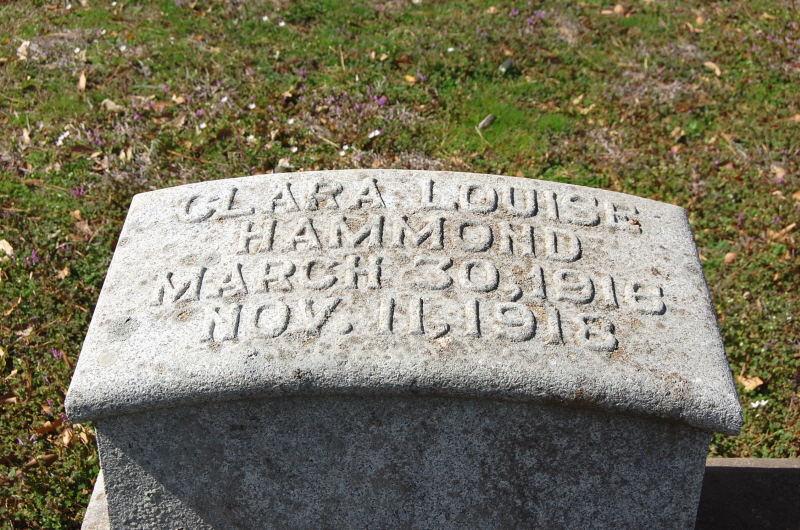 CLARA LOUISE
HAMMOND
MARCH 30, 1918
NOV. 11, 1918